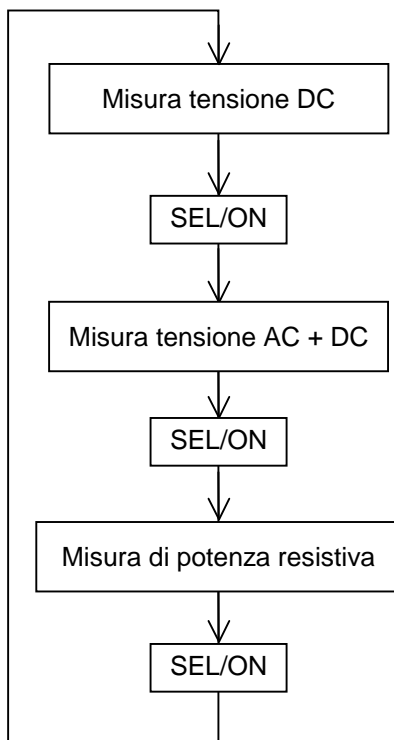 Misura tensione DC
SEL/ON
Misura tensione AC + DC
SEL/ON
Misura di potenza resistiva
SEL/ON